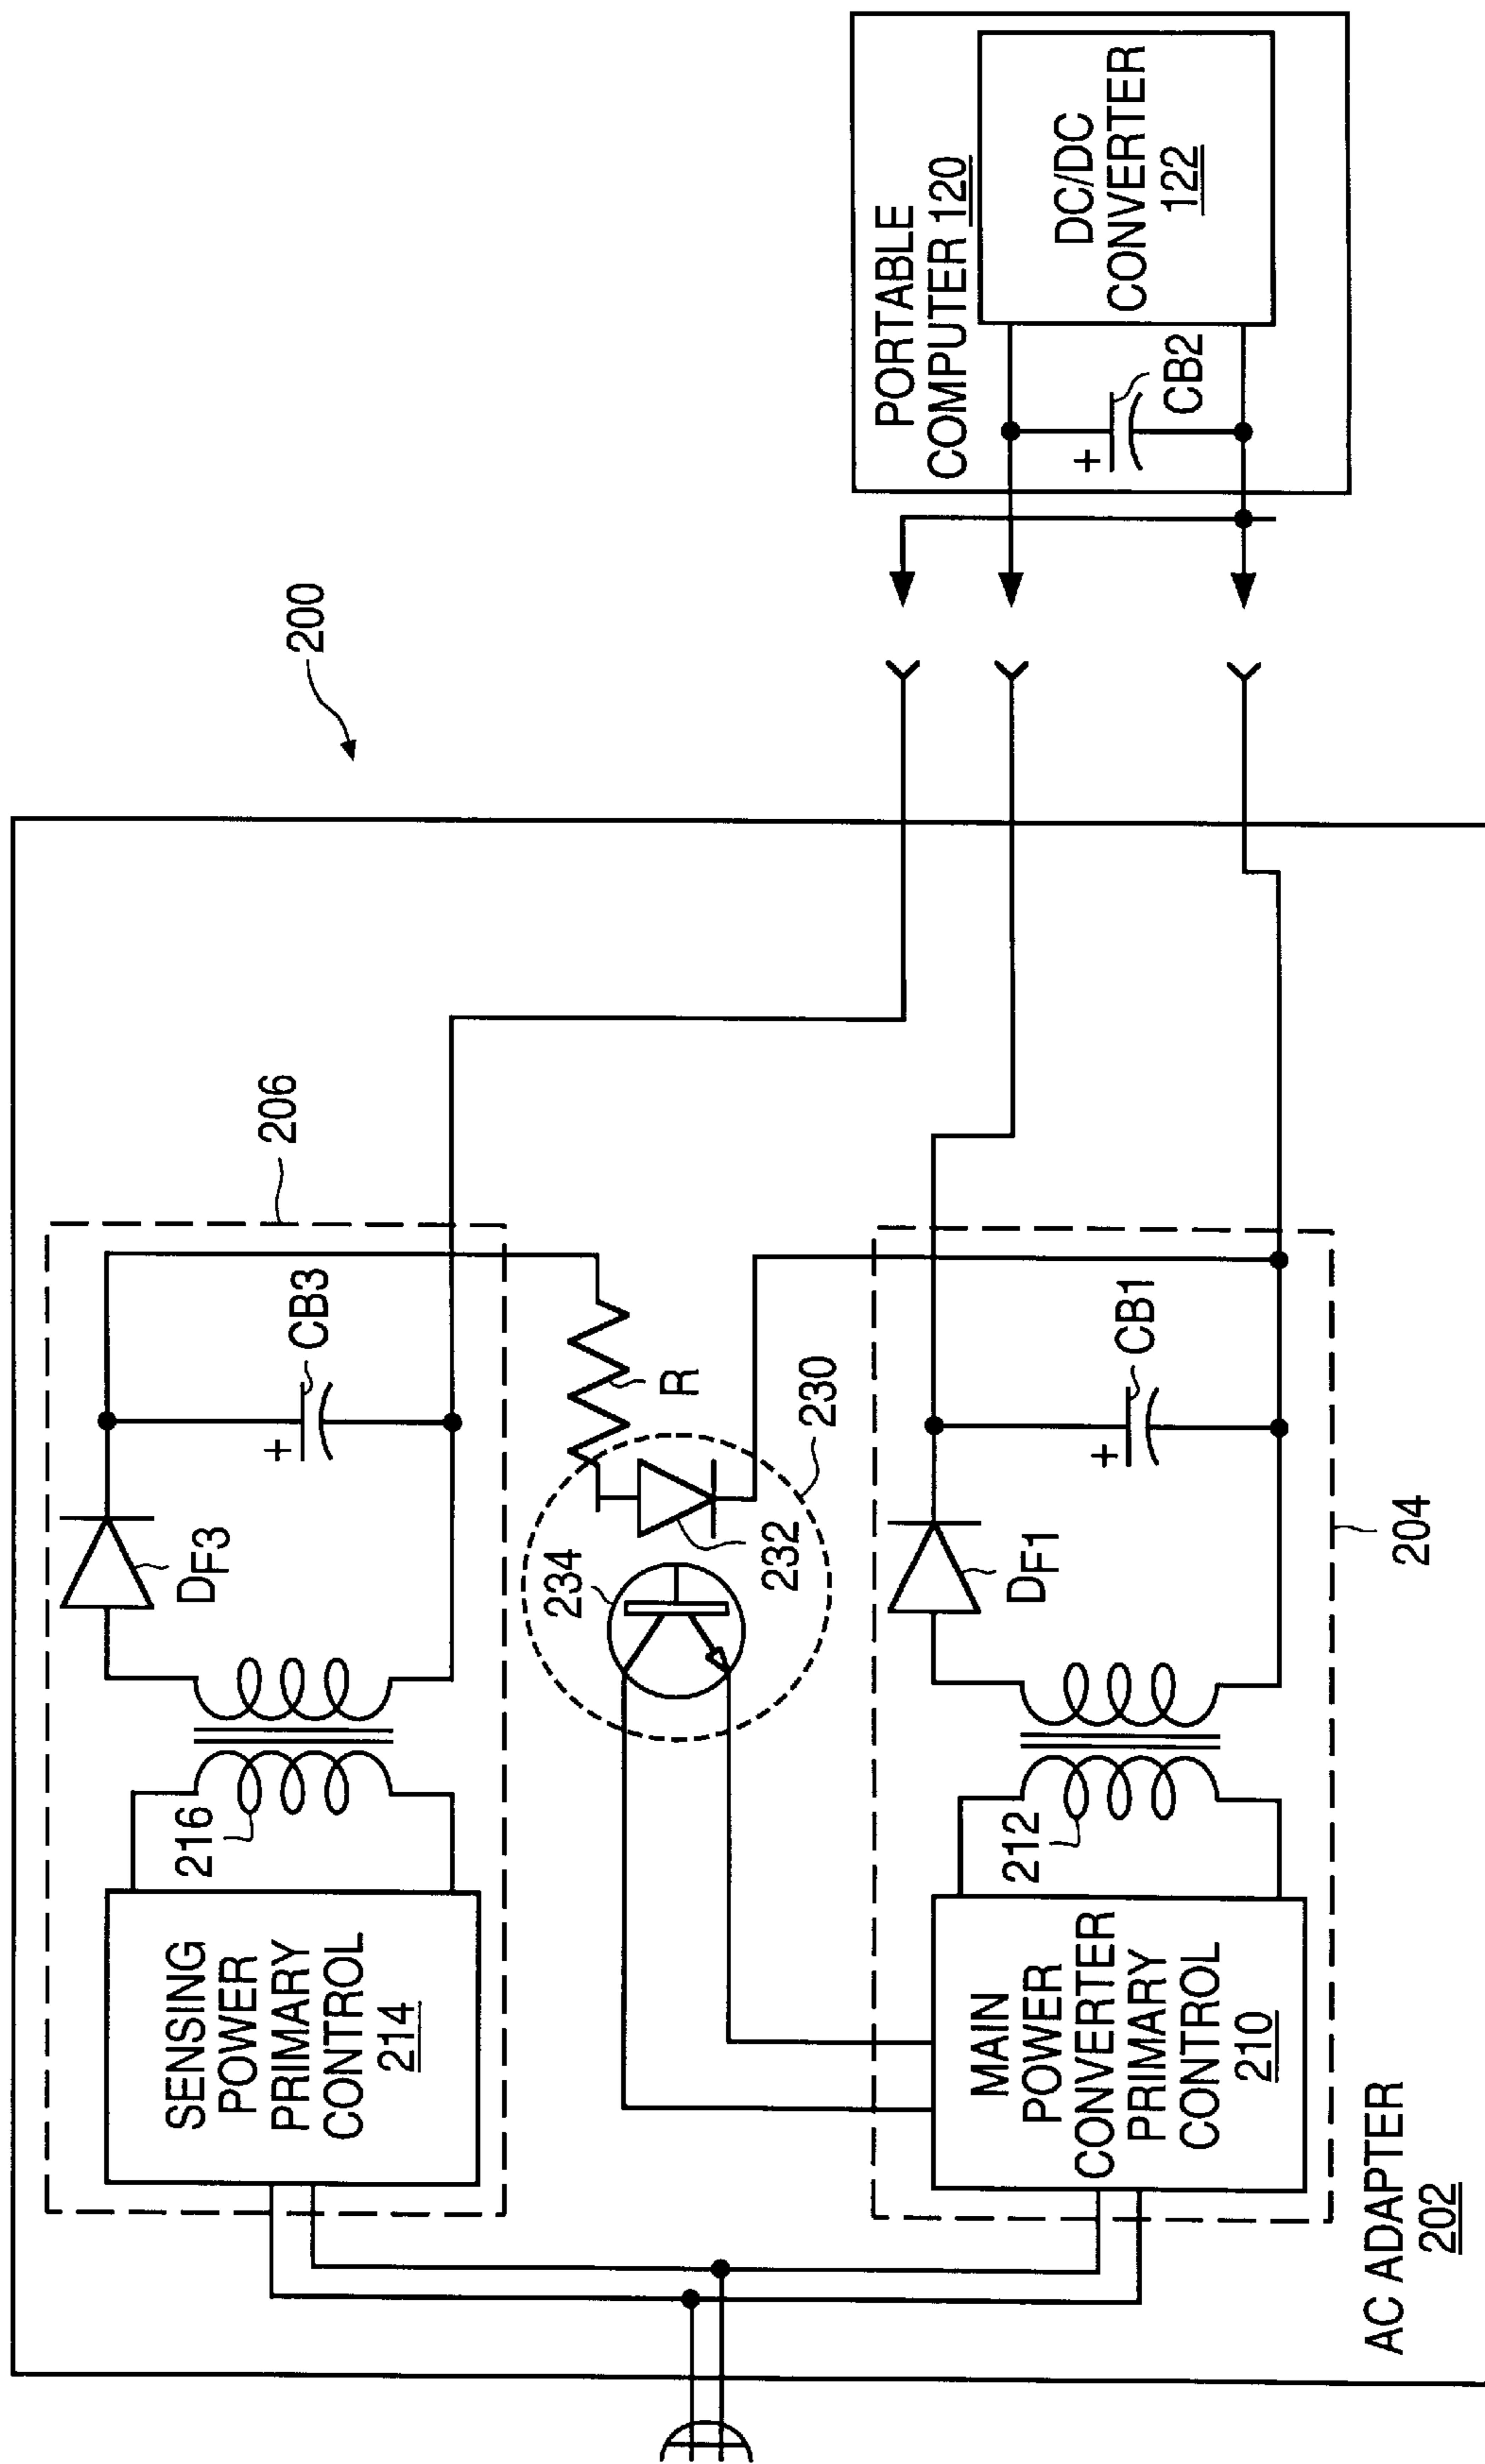 200
206
SENSING
POWER
PRIMARY
CONTROL
214
216
DF3
+
CB3
234
232
R
230
MAIN
POWER
CONVERTER
PRIMARY
CONTROL
210
212
DF1
+
CB1
204
AC ADAPTER
202
PORTABLE
COMPUTER 120
+
CB2
DC/DC
CONVERTER
122